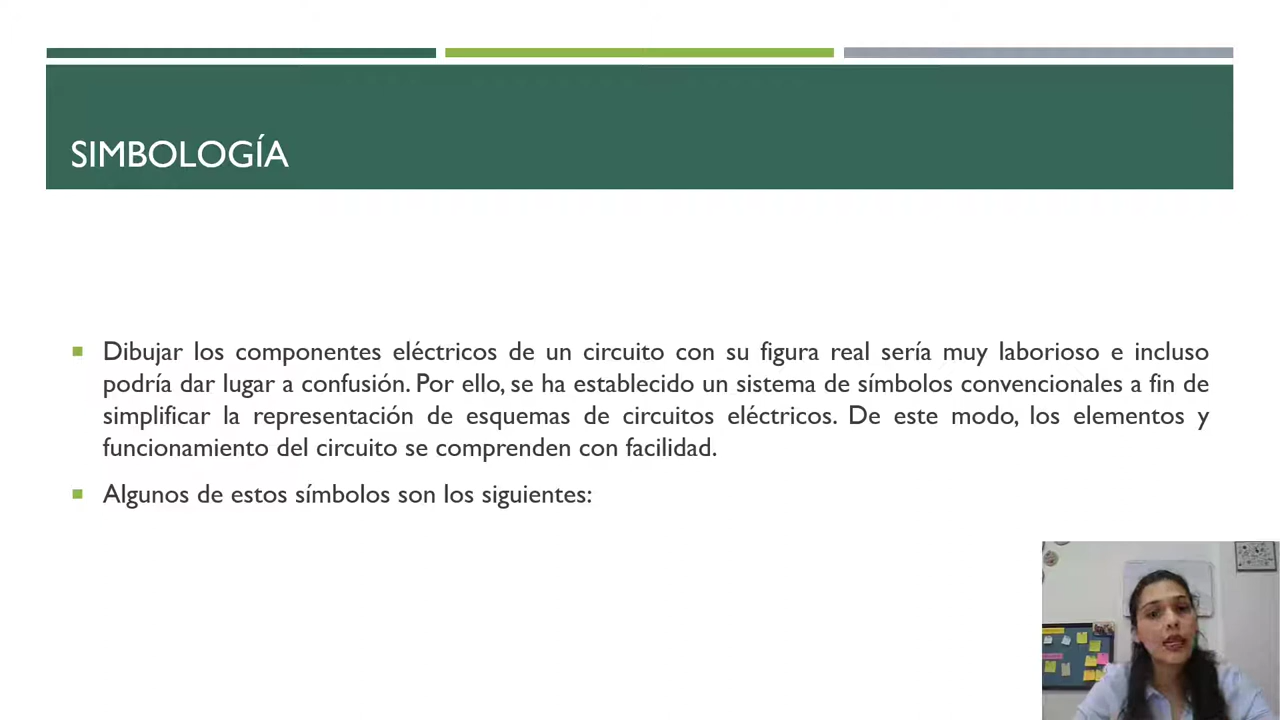 SIMBOLOGÍA
Dibujar los componentes eléctricos de un circuito con su figura real sería muy laborioso e incluso
podría dar lugar a confusión. Por ello, se ha establecido un sistema de símbolos convencionales a fin de
simplificar la representación de esquemas de circuitos eléctricos. De este modo, los elementos y
funcionamiento del circuito se comprenden con facilidad.
Algunos de estos símbolos son los siguientes: